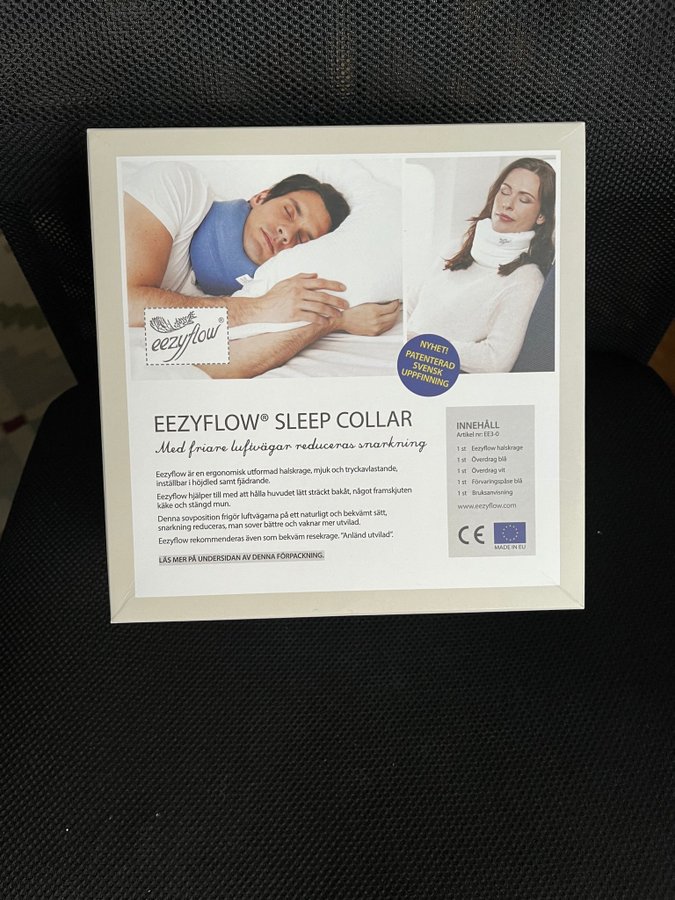 eezyflow®
NYHET!
PATENTERAD
SVENSK
UPPFINNING
EEZYFLOW® SLEEP COLLAR
Med friare luftvägar reduceras snarkning
Eezyflow är en ergonomisk utformad halskrage, mjuk och tryckavlastande,
inställbar i höjdled samt fjädrande.
Eezyflow hjälper till med att hålla huvudet lätt sträckt bakåt, något framskjuten
käke och stängd mun.
Denna sovposition frigör luftvägarna på ett naturligt och bekvämt sätt,
snarkning reduceras, man sover bättre och vaknar mer utvilad.
Eezyflow rekommenderas även som bekväm resekrage. "Anländ utvilad".
LÄS MER PÅ UNDERSIDAN AV DENNA FÖRPACKNING.
INNEHÅLL
Artikel nr: EE3-0
1 st Eezyflow halskrage
1 st Överdrag blå
1 st Överdrag vit
1 st Förvaringspåse blå
1 st Bruksanvisning
www.eezyflow.com
CE
MADE IN EU